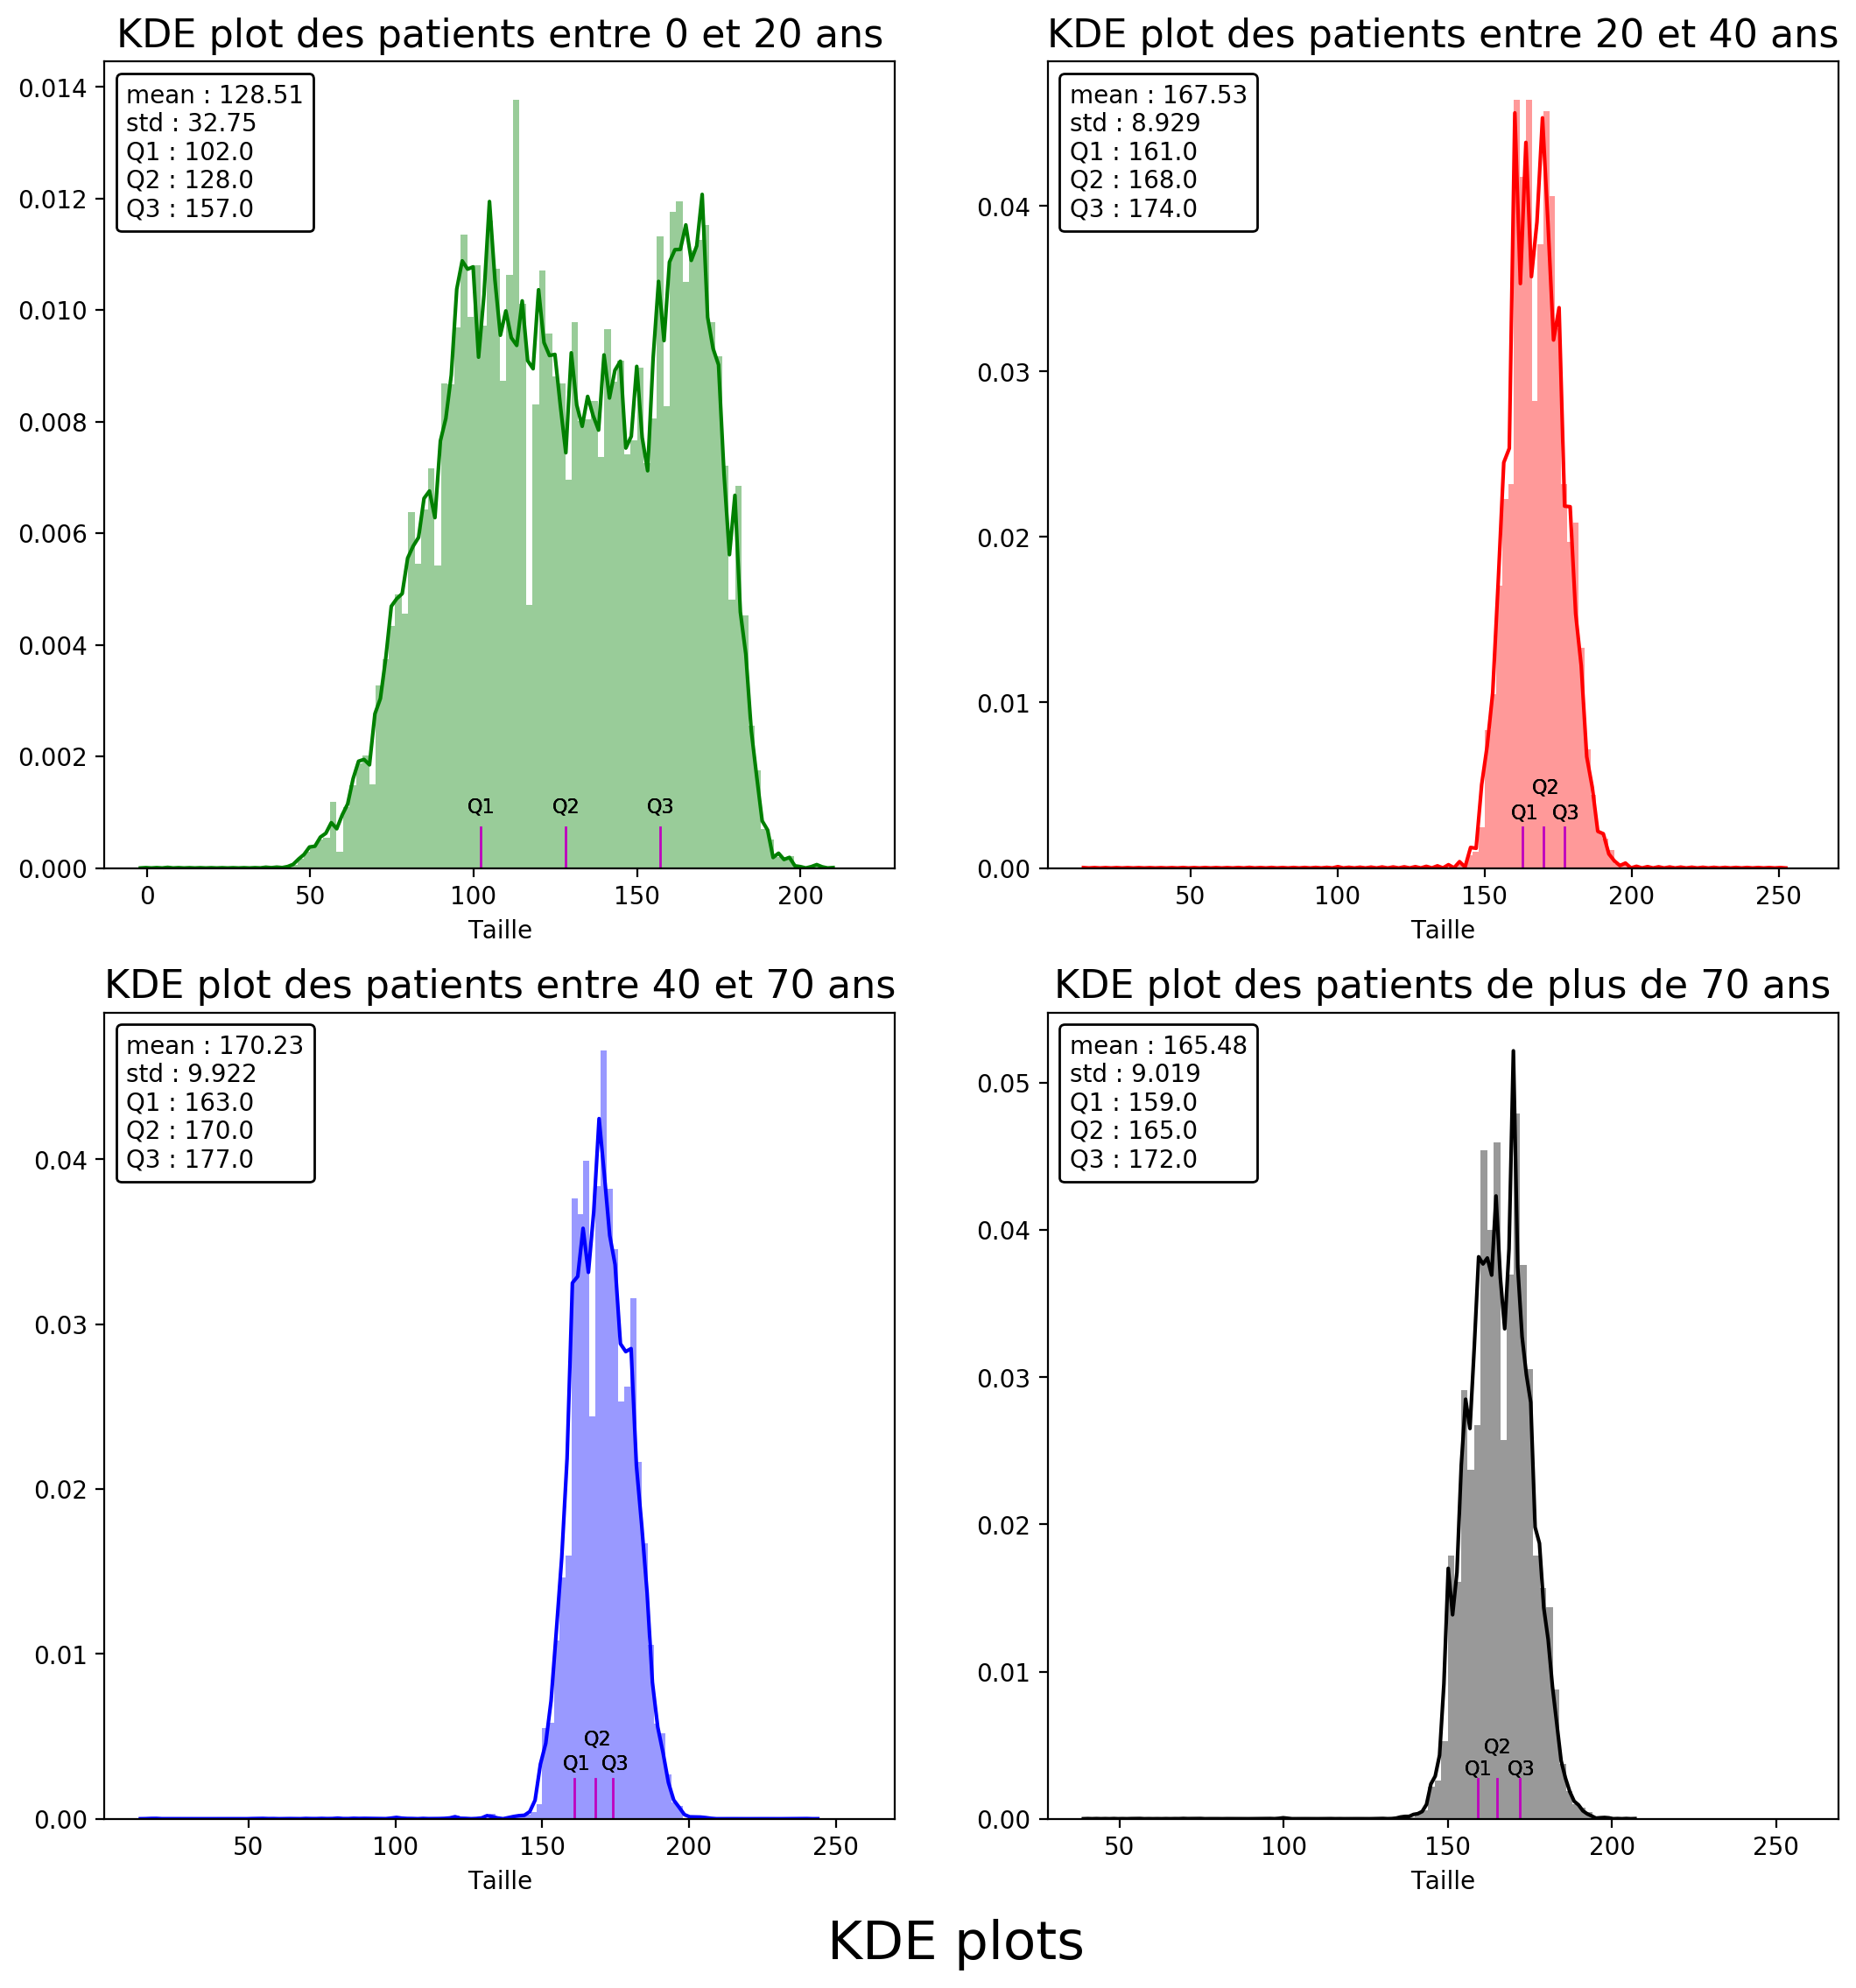 KDE plot des patients entre 0 et 20 ans
mean : 128.51
std : 32.75
Q1 : 102.0
Q2 : 128.0
Q3 : 157.0
0.014
0.012
0.010
0.008
0.006
0.004
0.002
0.000
Q1 Q2 Q3
0 50 100 150 200
Taille
KDE plot des patients entre 20 et 40 ans
mean : 167.53
std : 8.929
Q1 : 161.0
Q2 : 168.0
Q3 : 174.0
0.04
0.03
0.02
0.01
0.00
Q2
Q1 Q3
50 100 150 200 250
Taille
KDE plot des patients entre 40 et 70 ans
mean : 170.23
std : 9.922
Q1 : 163.0
Q2 : 170.0
Q3 : 177.0
0.04
0.03
0.02
0.01
0.00
Q2
Q1 Q3
50 100 150 200 250
Taille
KDE plot des patients de plus de 70 ans
mean : 165.48
std : 9.019
Q1 : 159.0
Q2 : 165.0
Q3 : 172.0
0.05
0.04
0.03
0.02
0.01
0.00
Q2
Q1 Q3
50 100 150 200 250
Taille
KDE plots